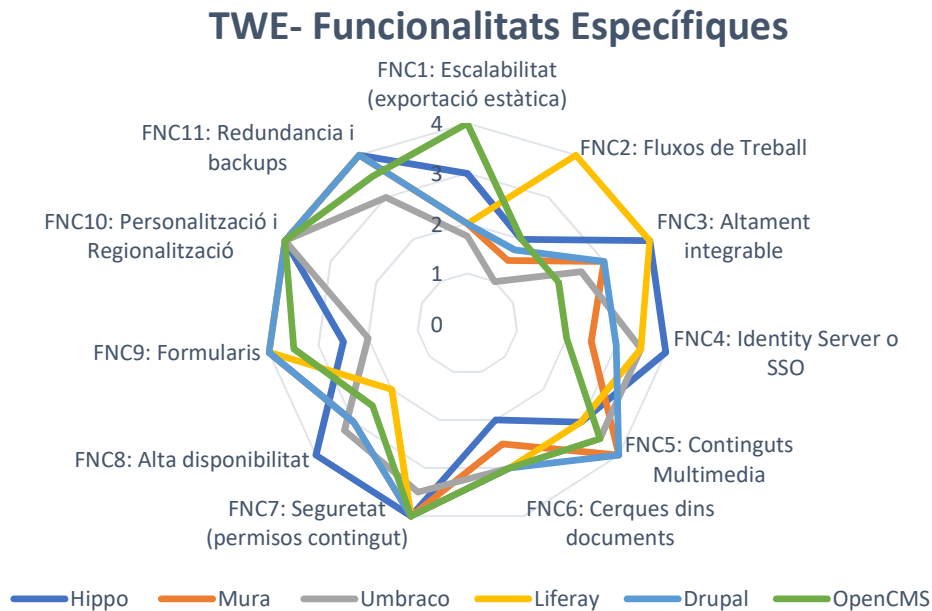 TWE- Funcionalitats Específiques
FNC1: Escalabilitat
(exportació estàtica)
FNC2: Fluxos de Treball
FNC3: Altament
integrable
FNC4: Identity Server o
SSO
FNC5: Continguts
Multimedia
FNC6: Cerques dins
documents
FNC7: Seguretat
(permisos contingut)
FNC8: Alta disponibilitat
FNC9: Formularis
FNC10: Personalització i
Regionalització
FNC11: Redundancia i
backups
4
3
2
1
0
Hippo Mura Umbraco Liferay Drupal OpenCMS